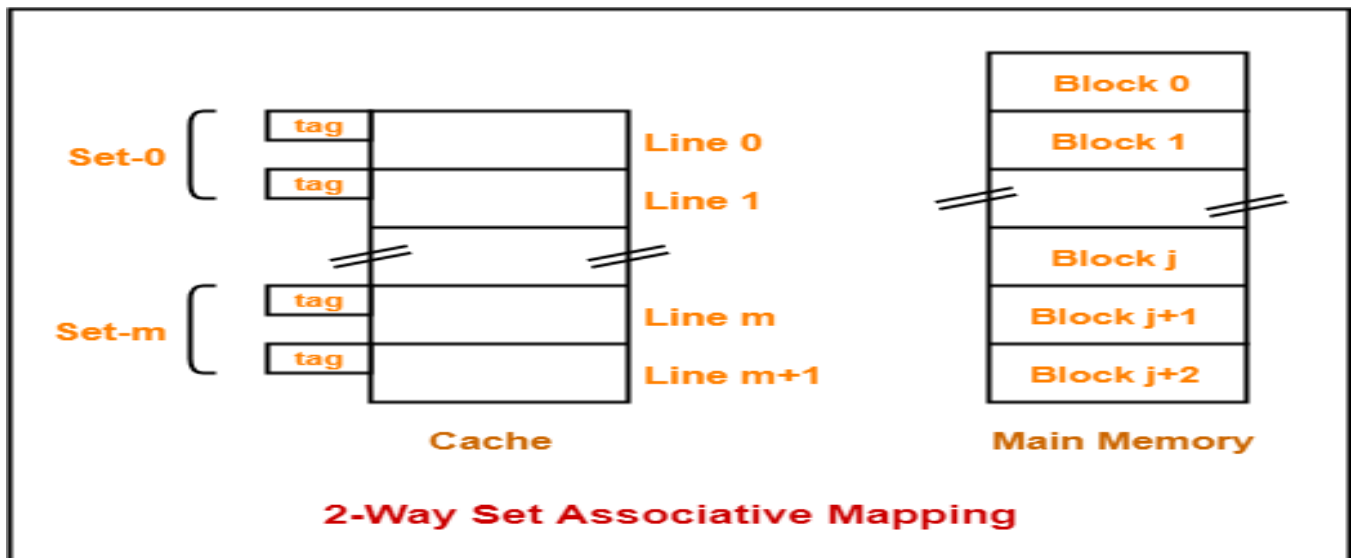 Set-0
tag
tag
Line 0
Line 1
Set-m
tag
tag
Line m
Line m+1
Cache
Block 0
Block 1
Block j
Block j+1
Block j+2
Main Memory
2-Way Set Associative Mapping